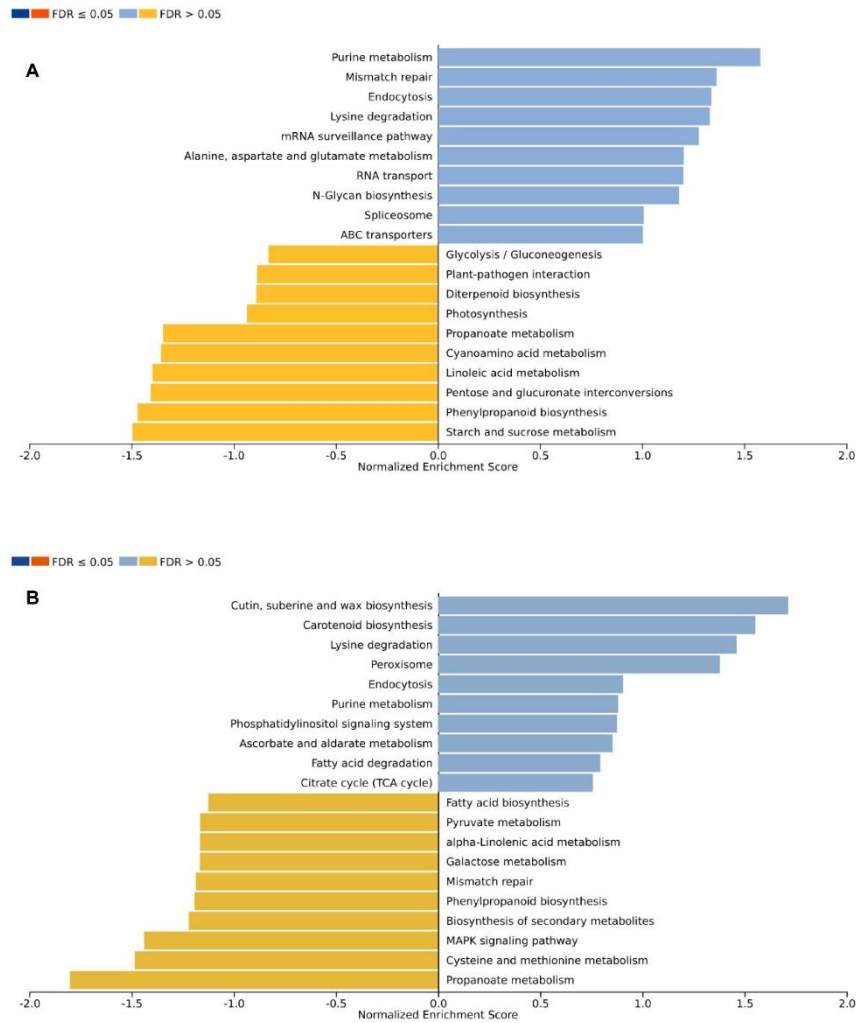 FDR ≤ 0.05 FDR > 0.05
A
Purine metabolism
Mismatch repair
Endocytosis
Lysine degradation
mRNA surveillance pathway
Alanine, aspartate and glutamate metabolism
RNA transport
N-Glycan biosynthesis
Spliceosome
ABC transporters
Glycolysis / Gluconeogenesis
Plant-pathogen interaction
Diterpenoid biosynthesis
Photosynthesis
Propanoate metabolism
Cyanoamino acid metabolism
Linoleic acid metabolism
Pentose and glucuronate interconversions
Phenylpropanoid biosynthesis
Starch and sucrose metabolism
-2.0 -1.5 -1.0 -0.5 0.0 0.5 1.0 1.5 2.0
Normalized Enrichment Score
FDR ≤ 0.05 FDR > 0.05
B
Cutin, suberine and wax biosynthesis
Carotenoid biosynthesis
Lysine degradation
Peroxisome
Endocytosis
Purine metabolism
Phosphatidylinositol signaling system
Ascorbate and aldarate metabolism
Fatty acid degradation
Citrate cycle (TCA cycle)
Fatty acid biosynthesis
Pyruvate metabolism
alpha-Linolenic acid metabolism
Galactose metabolism
Mismatch repair
Phenylpropanoid biosynthesis
Biosynthesis of secondary metabolites
MAPK signaling pathway
Cysteine and methionine metabolism
Propanoate metabolism
-2.0 -1.5 -1.0 -0.5 0.0 0.5 1.0 1.5 2.0
Normalized Enrichment Score